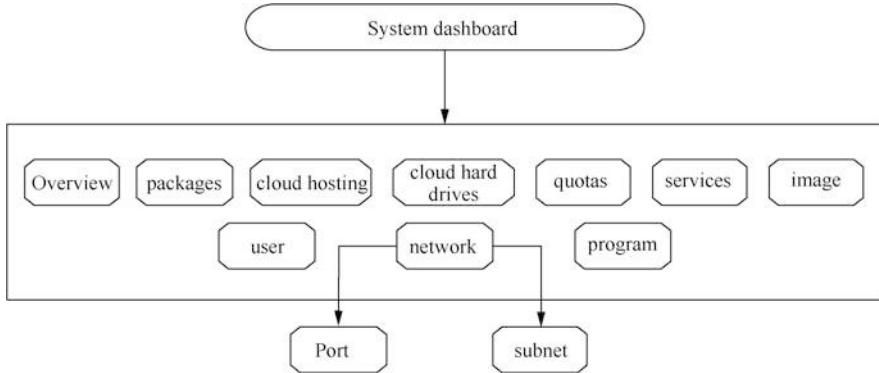 System dashboard
Overview
packages
cloud hosting
cloud hard
drives
quotas
services
image
user
network
program
Port
subnet